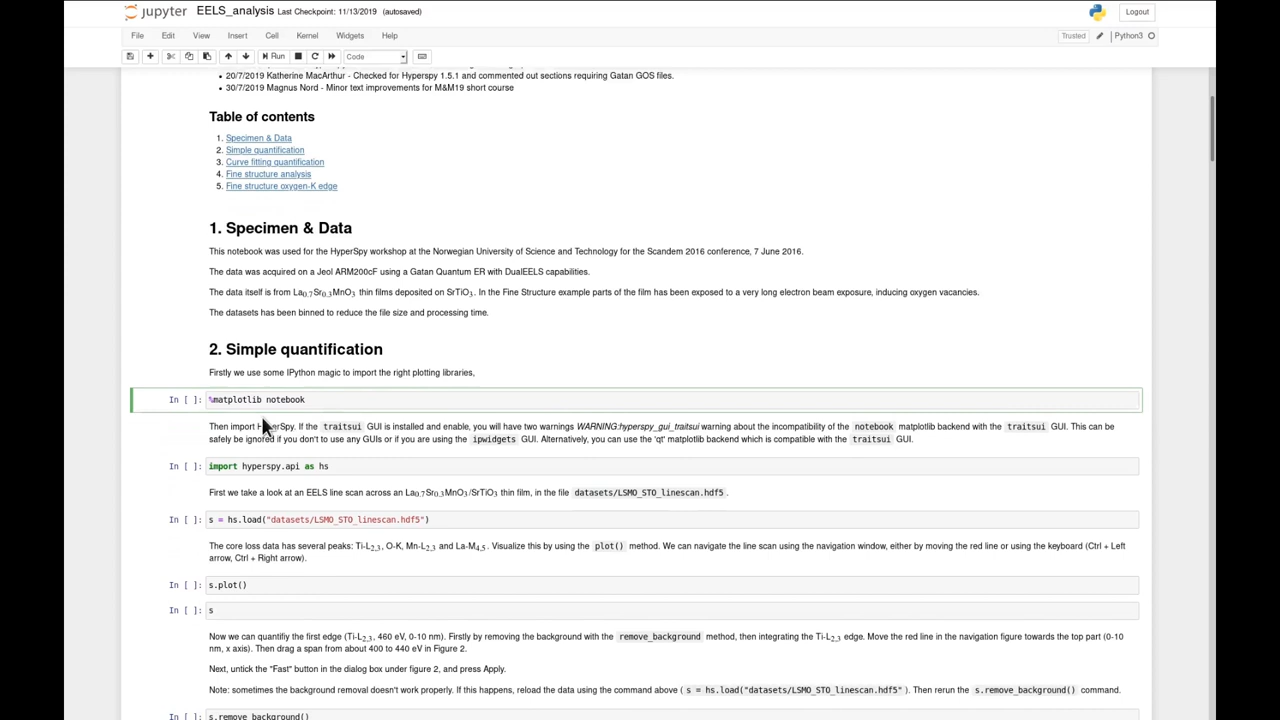 jupyter EELS_analysis Last Checkpoint: 11/13/2019 (autosaved) Logout
File Edit View Insert Cell Kernel Widgets Help Trusted Python3
Run Code
• 20/7/2019 Katherine MacArthur - Checked for Hyperspy 1.5.1 and commented out sections requiring Gatan GOS files.
• 30/7/2019 Magnus Nord - Minor text improvements for M&M19 short course
Table of contents
1. Specimen & Data
2. Simple quantification
3. Curve fitting quantification
4. Fine structure analysis
5. Fine structure oxygen-K edge
1. Specimen & Data
This notebook was used for the HyperSpy workshop at the Norwegian University of Science and Technology for the Scandem 2016 conference, 7 June 2016.
The data was acquired on a Jeol ARM200cF using a Gatan Quantum ER with DualEELS capabilities.
The data itself is from La0.7Sr0.3MnO3 thin films deposited on SrTiO3. In the Fine Structure example parts of the film has been exposed to a very long electron beam exposure, inducing oxygen vacancies.
The datasets has been binned to reduce the file size and processing time.
2. Simple quantification
Firstly we use some IPython magic to import the right plotting libraries,
In [ ]: %matplotlib notebook
Then import HyperSpy. If the traitsui GUI is installed and enable, you will have two warnings WARNING:hyperspy_gui_traitsui warning about the incompatibility of the notebook matplotlib backend with the traitsui GUI. This can
safely be ignored if you don't to use any GUIs or if you are using the ipwidgets GUI. Alternatively, you can use the 'qt' matplotlib backend which is compatible with the traitsui GUI.
In [ ]: import hyperspy.api as hs
First we take a look at an EELS line scan across an La0.7Sr0.3MnO3/SrTiO3 thin film, in the file datasets/LSMO_STO_linescan.hdf5.
In [ ]: s = hs.load("datasets/LSMO_STO_linescan.hdf5")
The core loss data has several peaks: Ti-L2,3, O-K, Mn-L2,3 and La-M4,5. Visualize this by using the plot() method. We can navigate the line scan using the navigation window, either by moving the red line or using the keyboard (Ctrl + Left
arrow, Ctrl + Right arrow).
In [ ]: s.plot()
In [ ]: s
Now we can quantifiy the first edge (Ti-L2,3, 460 eV, 0-10 nm). Firstly by removing the background with the remove_background method, then integrating the Ti-L2,3 edge. Move the red line in the navigation figure towards the top part (0-10
nm, x axis). Then drag a span from about 400 to 440 eV in Figure 2.
Next, untick the "Fast" button in the dialog box under figure 2, and press Apply.
Note: sometimes the background removal doesn't work properly. If this happens, reload the data using the command above ( s = hs.load("datasets/LSMO_STO_linescan.hdf5" ). Then rerun the s.remove_background() command.
In [ ]: s.remove_background()